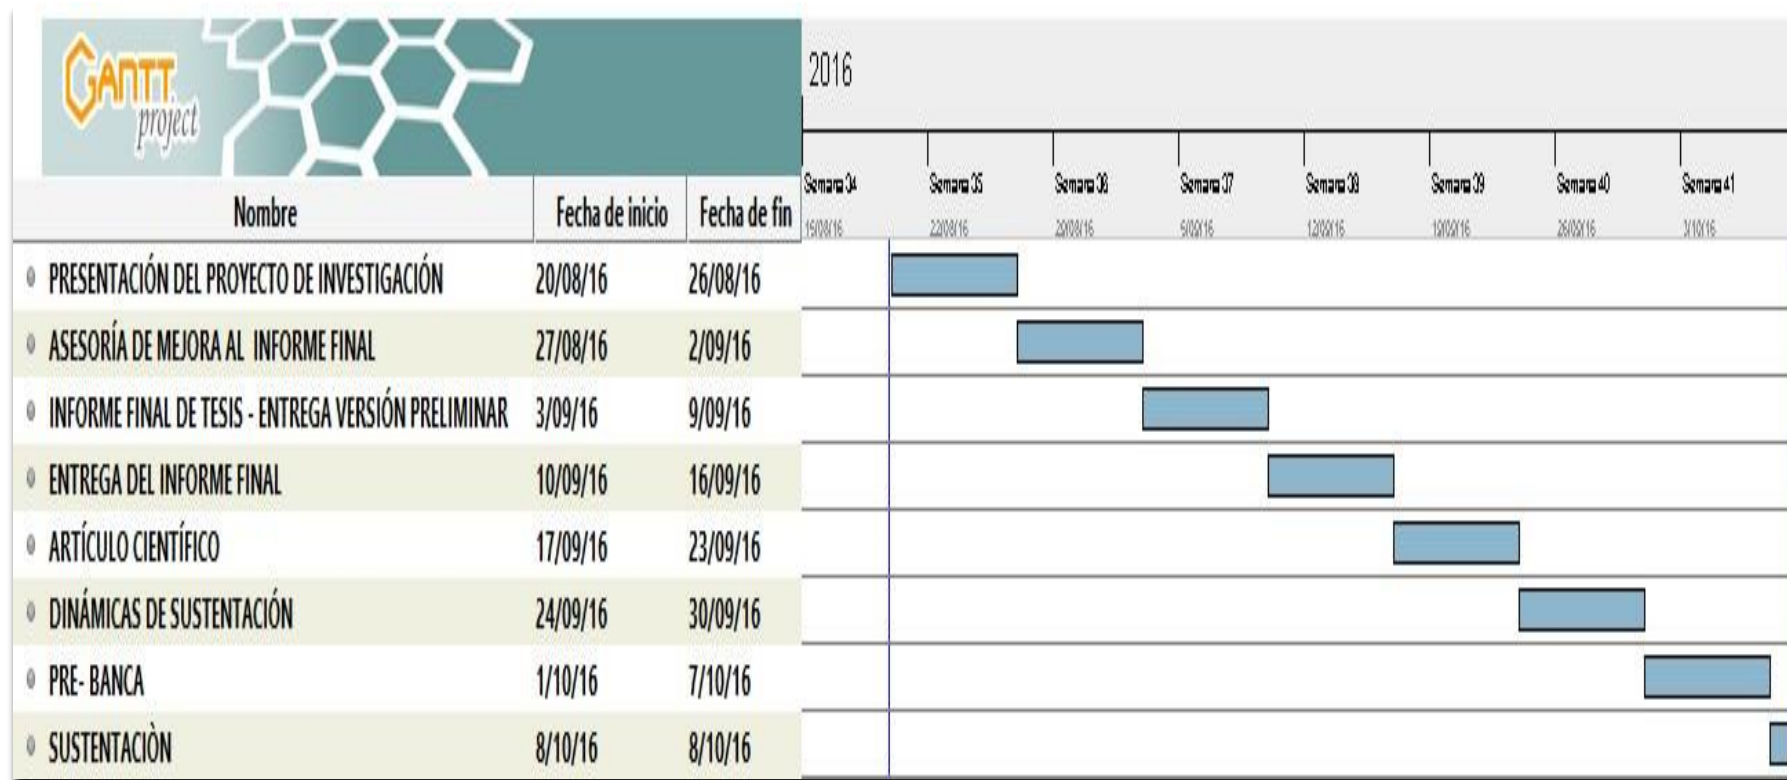 GANTT
project
2016
Semana 34 Semana 35 Semana 36 Semana 37 Semana 38 Semana 39 Semana 40 Semana 41
15/08/16 22/08/16 29/08/16 5/09/16 12/09/16 19/09/16 26/09/16 3/10/16
Nombre Fecha de inicio Fecha de fin
PRESENTACIÓN DEL PROYECTO DE INVESTIGACIÓN 20/08/16 26/08/16
ASESORÍA DE MEJORA AL INFORME FINAL 27/08/16 2/09/16
INFORME FINAL DE TESIS - ENTREGA VERSIÓN PRELIMINAR 3/09/16 9/09/16
ENTREGA DEL INFORME FINAL 10/09/16 16/09/16
ARTÍCULO CIENTÍFICO 17/09/16 23/09/16
DINÁMICAS DE SUSTENTACIÓN 24/09/16 30/09/16
PRE- BANCA 1/10/16 7/10/16
SUSTENTACIÒN 8/10/16 8/10/16